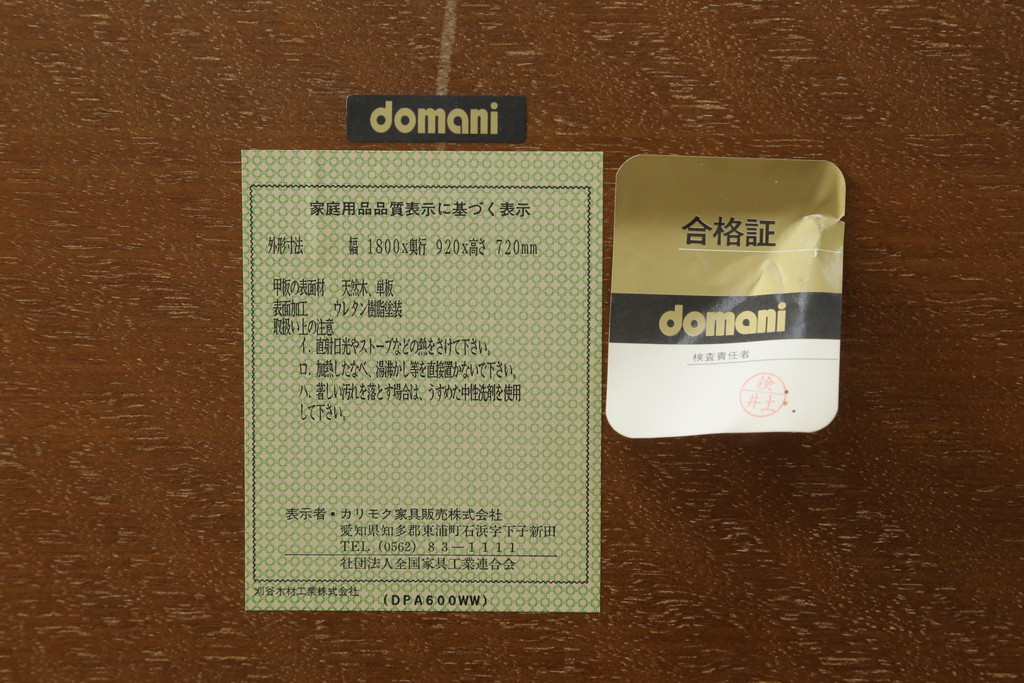 domani
家庭用品品質表示に基づく表示
外形寸法 幅 1800x奥行 920x高さ 720mm
甲板の表面材 天然木、単板
表面加工 ウレタン樹脂塗装
取扱い上の注意
イ. 直射日光やストーブなどの熱をさけて下さい。
ロ. 加熱したなべ、湯沸かし等を直接置かないで下さい。
ハ. 著しい汚れを落とす場合は、うすめた中性洗剤を使用
して下さい。
表示者・カリモク家具販売株式会社
愛知県知多郡東浦町石浜字下子新田
TEL (0562) 83-1111
社団法人全国家具工業連合会
刈谷木材工業株式会社
(DPA600WW)
合格証
domani
検査責任者
検
井土